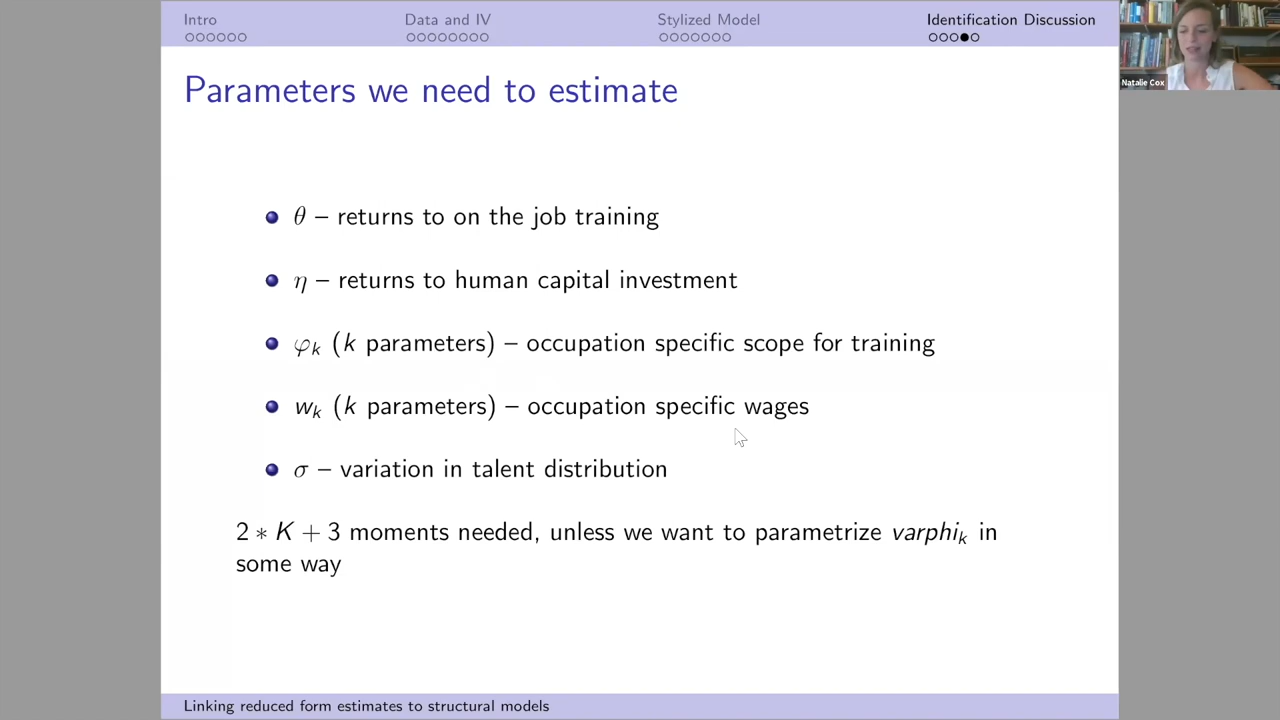 Intro
Data and IV
Stylized Model
Identification Discussion
Natalie Cox
Parameters we need to estimate
θ – returns to on the job training
η – returns to human capital investment
φk (k parameters) – occupation specific scope for training
wk (k parameters) – occupation specific wages
σ – variation in talent distribution
2 ∗ K + 3 moments needed, unless we want to parametrize varphik in
some way
Linking reduced form estimates to structural models